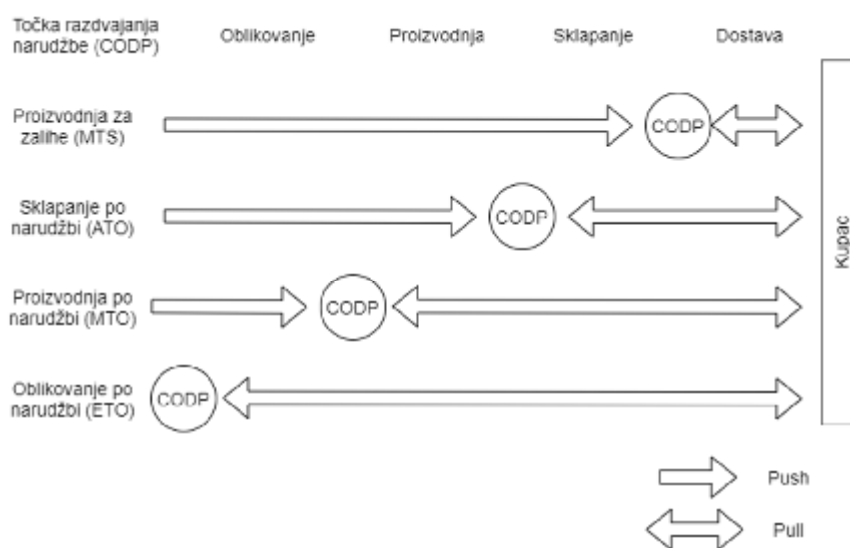 Točka razdvajanja
narudžbe (CODP)
Oblikovanje
Proizvodnja
Sklapanje
Dostava
Proizvodnja za
zalihe (MTS)
CODP
Sklapanje po
narudžbi (ATO)
CODP
Kupac
Proizvodnja po
narudžbi (MTO)
CODP
Oblikovanje po
narudžbi (ETO)
CODP
Push
Pull